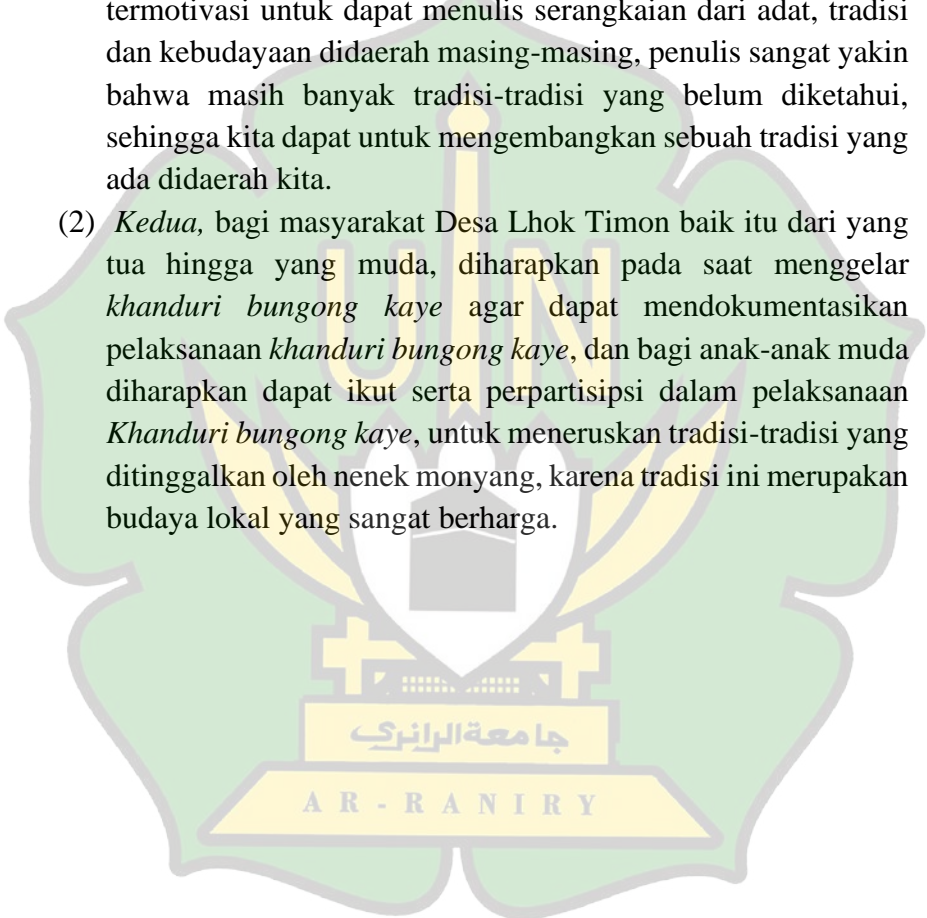 termotivasi untuk dapat menulis serangkaian dari adat, tradisi
dan kebudayaan didaerah masing-masing, penulis sangat yakin
bahwa masih banyak tradisi-tradisi yang belum diketahui,
sehingga kita dapat untuk mengembangkan sebuah tradisi yang
ada didaerah kita.
(2) Kedua, bagi masyarakat Desa Lhok Timon baik itu dari yang
tua hingga yang muda, diharapkan pada saat menggelar
khanduri bungong kaye agar dapat mendokumentasikan
pelaksanaan khanduri bungong kaye, dan bagi anak-anak muda
diharapkan dapat ikut serta perpartisipsi dalam pelaksanaan
Khanduri bungong kaye, untuk meneruskan tradisi-tradisi yang
ditinggalkan oleh nenek monyang, karena tradisi ini merupakan
budaya lokal yang sangat berharga.
UIN
جامعةالرانري
AR-RANIRY